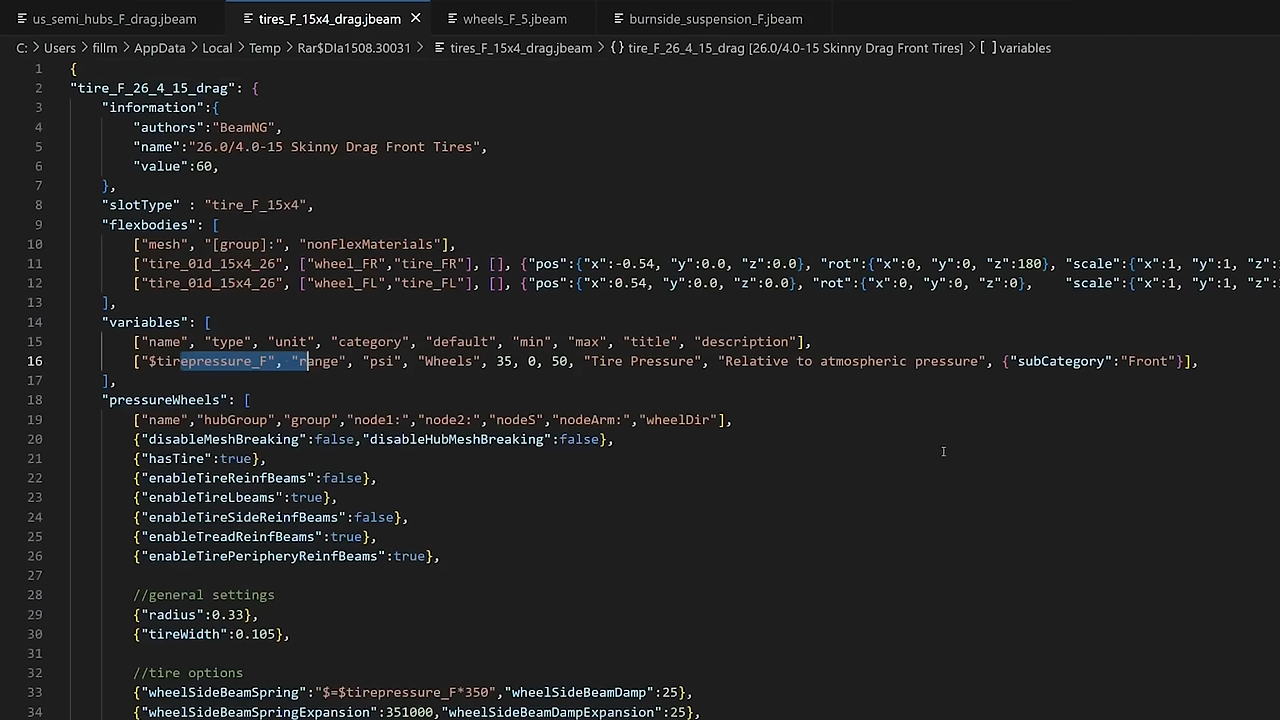 us_semi_hubs_F_drag.jbeam tires_F_15x4_drag.jbeam wheels_F_5.jbeam burnside_suspension_F.jbeam
C: > Users > fillm > AppData > Local > Temp > Rar$DIa1508.30031 > tires_F_15x4_drag.jbeam > {} tire_F_26_4_15_drag [26.0/4.0-15 Skinny Drag Front Tires] > [ ] variables
1 {
2 "tire_F_26_4_15_drag": {
3 "information":{
4 "authors":"BeamNG",
5 "name":"26.0/4.0-15 Skinny Drag Front Tires",
6 "value":60,
7 },
8 "slotType" : "tire_F_15x4",
9 "flexbodies": [
10 ["mesh", "[group]:", "nonFlexMaterials"],
11 ["tire_01d_15x4_26", ["wheel_FR","tire_FR"], [], {"pos":{"x":-0.54, "y":0.0, "z":0.0}, "rot":{"x":0, "y":0, "z":180}, "scale":{"x":1, "y":1, "z":
12 ["tire_01d_15x4_26", ["wheel_FL","tire_FL"], [], {"pos":{"x":0.54, "y":0.0, "z":0.0}, "rot":{"x":0, "y":0, "z":0}, "scale":{"x":1, "y":1, "z":
13 ],
14 "variables": [
15 ["name", "type", "unit", "category", "default", "min", "max", "title", "description"],
16 ["$tirepressure_F", "range", "psi", "Wheels", 35, 0, 50, "Tire Pressure", "Relative to atmospheric pressure", {"subCategory":"Front"}],
17 ],
18 "pressureWheels": [
19 ["name","hubGroup","group","node1:","node2:","nodeS","nodeArm:","wheelDir"],
20 {"disableMeshBreaking":false,"disableHubMeshBreaking":false},
21 {"hasTire":true},
22 {"enableTireReinfBeams":false},
23 {"enableTireLbeams":true},
24 {"enableTireSideReinfBeams":false},
25 {"enableTreadReinfBeams":true},
26 {"enableTirePeripheryReinfBeams":true},
27
28 //general settings
29 {"radius":0.33},
30 {"tireWidth":0.105},
31
32 //tire options
33 {"wheelSideBeamSpring":"$=$tirepressure_F*350","wheelSideBeamDamp":25},
34 {"wheelSideBeamSpringExpansion":351000,"wheelSideBeamDampExpansion":25},